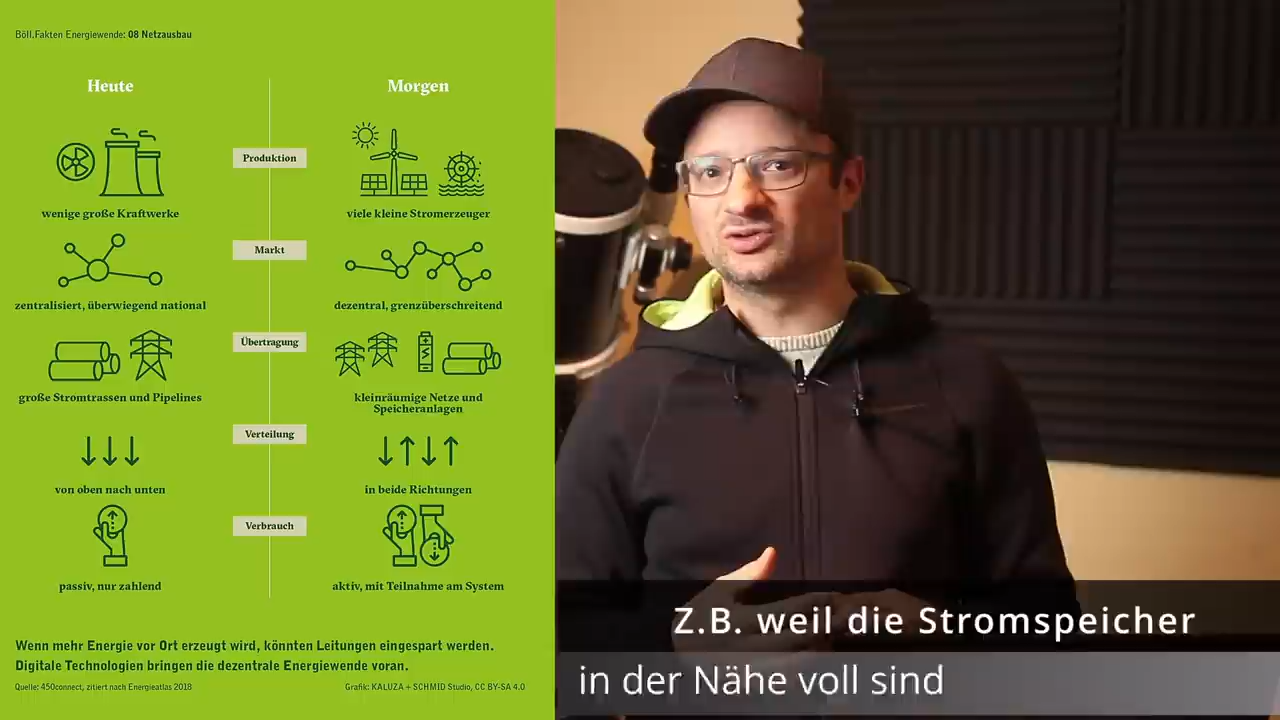 Böll.Fakten Energiewende: 08 Netzausbau
Heute
Morgen
Produktion
wenige große Kraftwerke
viele kleine Stromerzeuger
Markt
zentralisiert, überwiegend national
dezentral, grenzüberschreitend
Übertragung
große Stromtrassen und Pipelines
kleinräumige Netze und
Speicheranlagen
Verteilung
von oben nach unten
in beide Richtungen
Verbrauch
passiv, nur zahlend
aktiv, mit Teilnahme am System
Wenn mehr Energie vor Ort erzeugt wird, könnten Leitungen eingespart werden.
Digitale Technologien bringen die dezentrale Energiewende voran.
Quelle: 450connect, zitiert nach Energieatlas 2018
Grafik: KALUZA + SCHMID Studio, CC BY-SA 4.0
Z.B. weil die Stromspeicher
in der Nähe voll sind